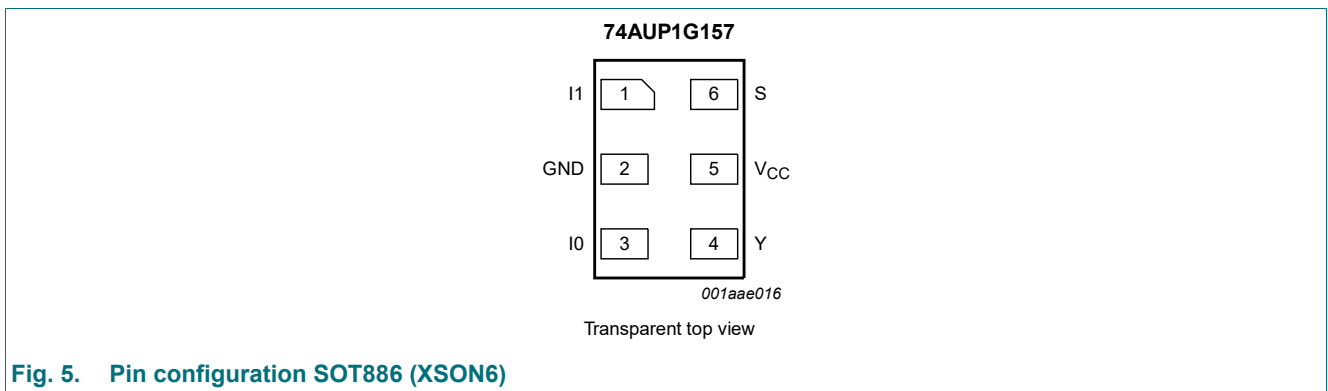 74AUP1G157
I1 1 6 S
GND 2 5 VCC
I0 3 4 Y
001aae016
Transparent top view
Fig. 5. Pin configuration SOT886 (XSON6)